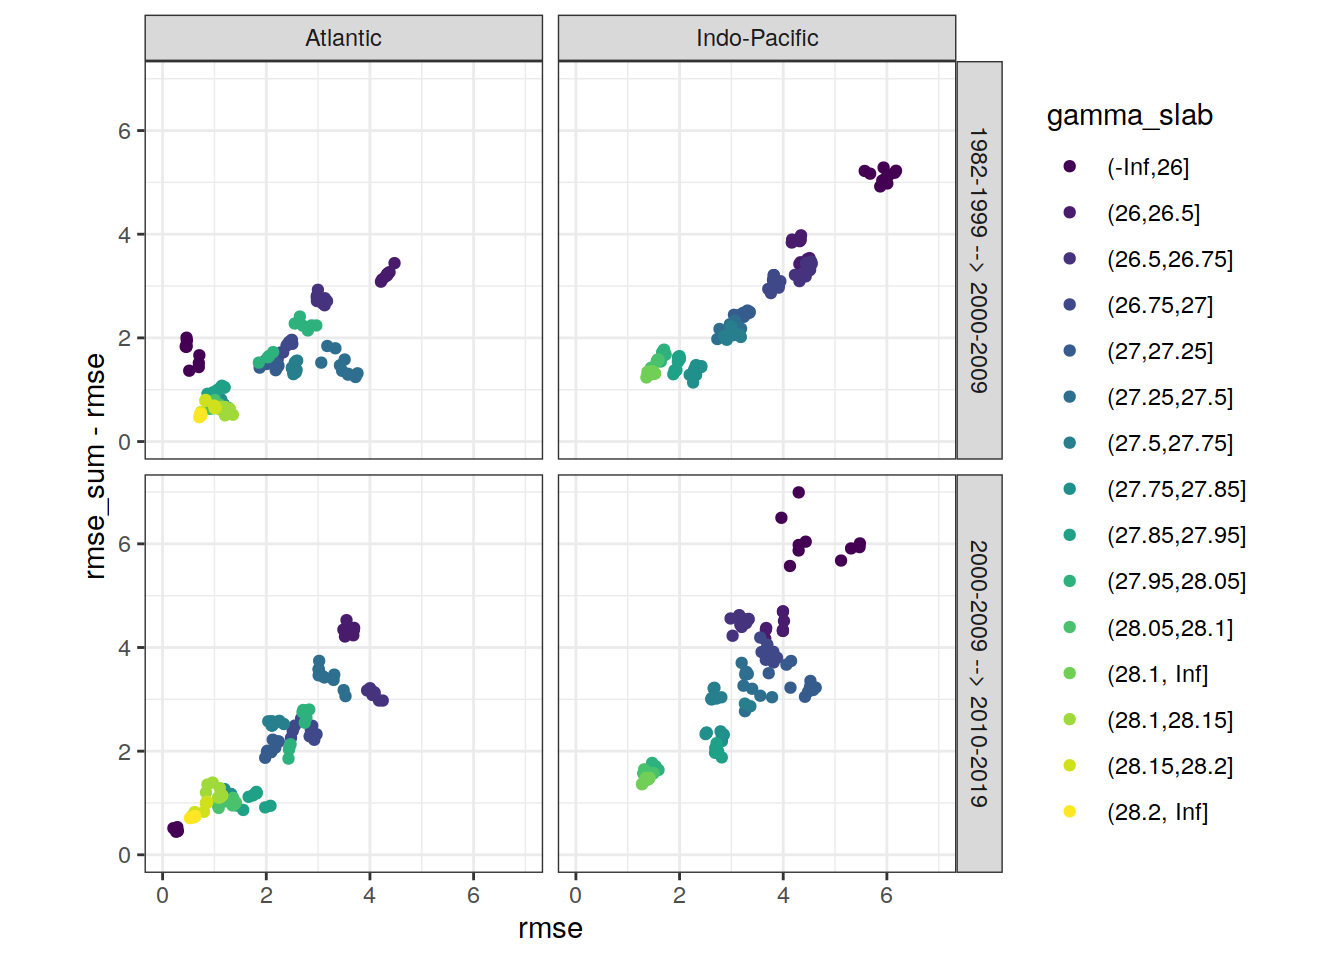 Atlantic
Indo-Pacific
1982-1999 --> 2000-2009
2000-2009 --> 2010-2019
rmse_sum - rmse
6
4
2
0
6
4
2
0
0
2
4
6
0
2
4
6
rmse
gamma_slab
(-Inf,26]
(26,26.5]
(26.5,26.75]
(26.75,27]
(27,27.25]
(27.25,27.5]
(27.5,27.75]
(27.75,27.85]
(27.85,27.95]
(27.95,28.05]
(28.05,28.1]
(28.1, Inf]
(28.1,28.15]
(28.15,28.2]
(28.2, Inf]